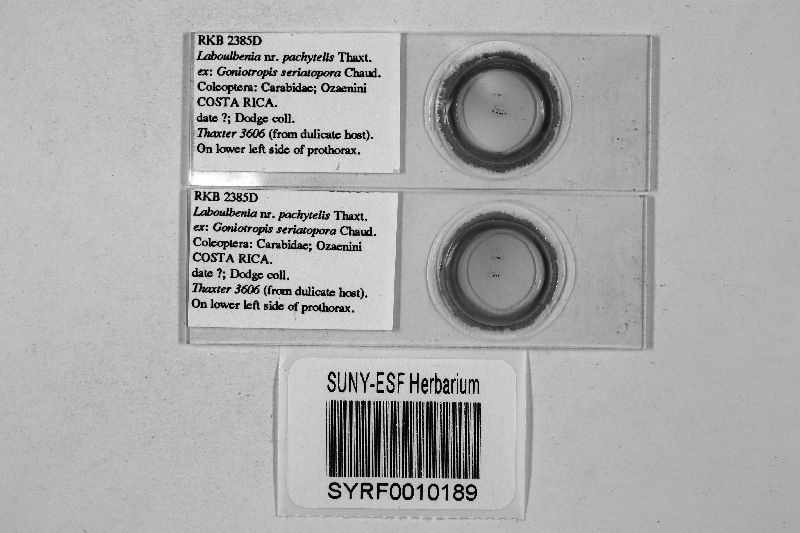 RKB 2385D
Laboulbenia nr. pachytelis Thaxt.
ex: Goniotropis seriatopora Chaud.
Coleoptera: Carabidae; Ozaenini
COSTA RICA.
date ?; Dodge coll.
Thaxter 3606 (from dulicate host).
On lower left side of prothorax.
RKB 2385D
Laboulbenia nr. pachytelis Thaxt.
ex: Goniotropis seriatopora Chaud.
Coleoptera: Carabidae; Ozaenini
COSTA RICA.
date ?; Dodge coll.
Thaxter 3606 (from dulicate host).
On lower left side of prothorax.
SUNY-ESF Herbarium
SYRF0010189